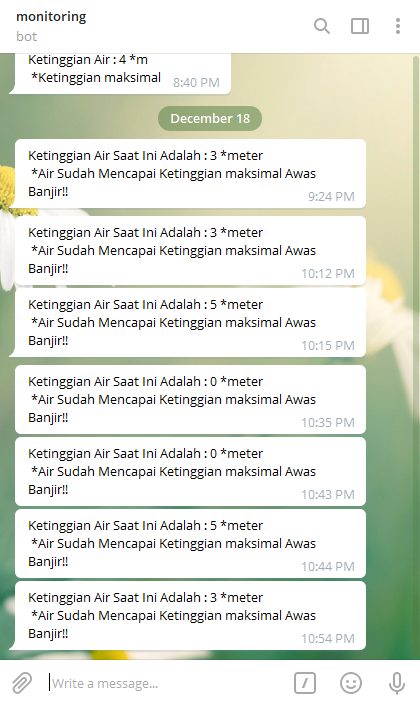 monitoring
bot
Ketinggian Air : 4 *m
*Ketinggian maksimal
8:40 PM
December 18
Ketinggian Air Saat Ini Adalah : 3 *meter
*Air Sudah Mencapai Ketinggian maksimal Awas
Banjir!!
9:24 PM
Ketinggian Air Saat Ini Adalah : 3 *meter
*Air Sudah Mencapai Ketinggian maksimal Awas
Banjir!!
10:12 PM
Ketinggian Air Saat Ini Adalah : 5 *meter
*Air Sudah Mencapai Ketinggian maksimal Awas
Banjir!!
10:15 PM
Ketinggian Air Saat Ini Adalah : 0 *meter
*Air Sudah Mencapai Ketinggian maksimal Awas
Banjir!!
10:35 PM
Ketinggian Air Saat Ini Adalah : 0 *meter
*Air Sudah Mencapai Ketinggian maksimal Awas
Banjir!!
10:43 PM
Ketinggian Air Saat Ini Adalah : 5 *meter
*Air Sudah Mencapai Ketinggian maksimal Awas
Banjir!!
10:44 PM
Ketinggian Air Saat Ini Adalah : 3 *meter
*Air Sudah Mencapai Ketinggian maksimal Awas
Banjir!!
10:54 PM
Write a message...